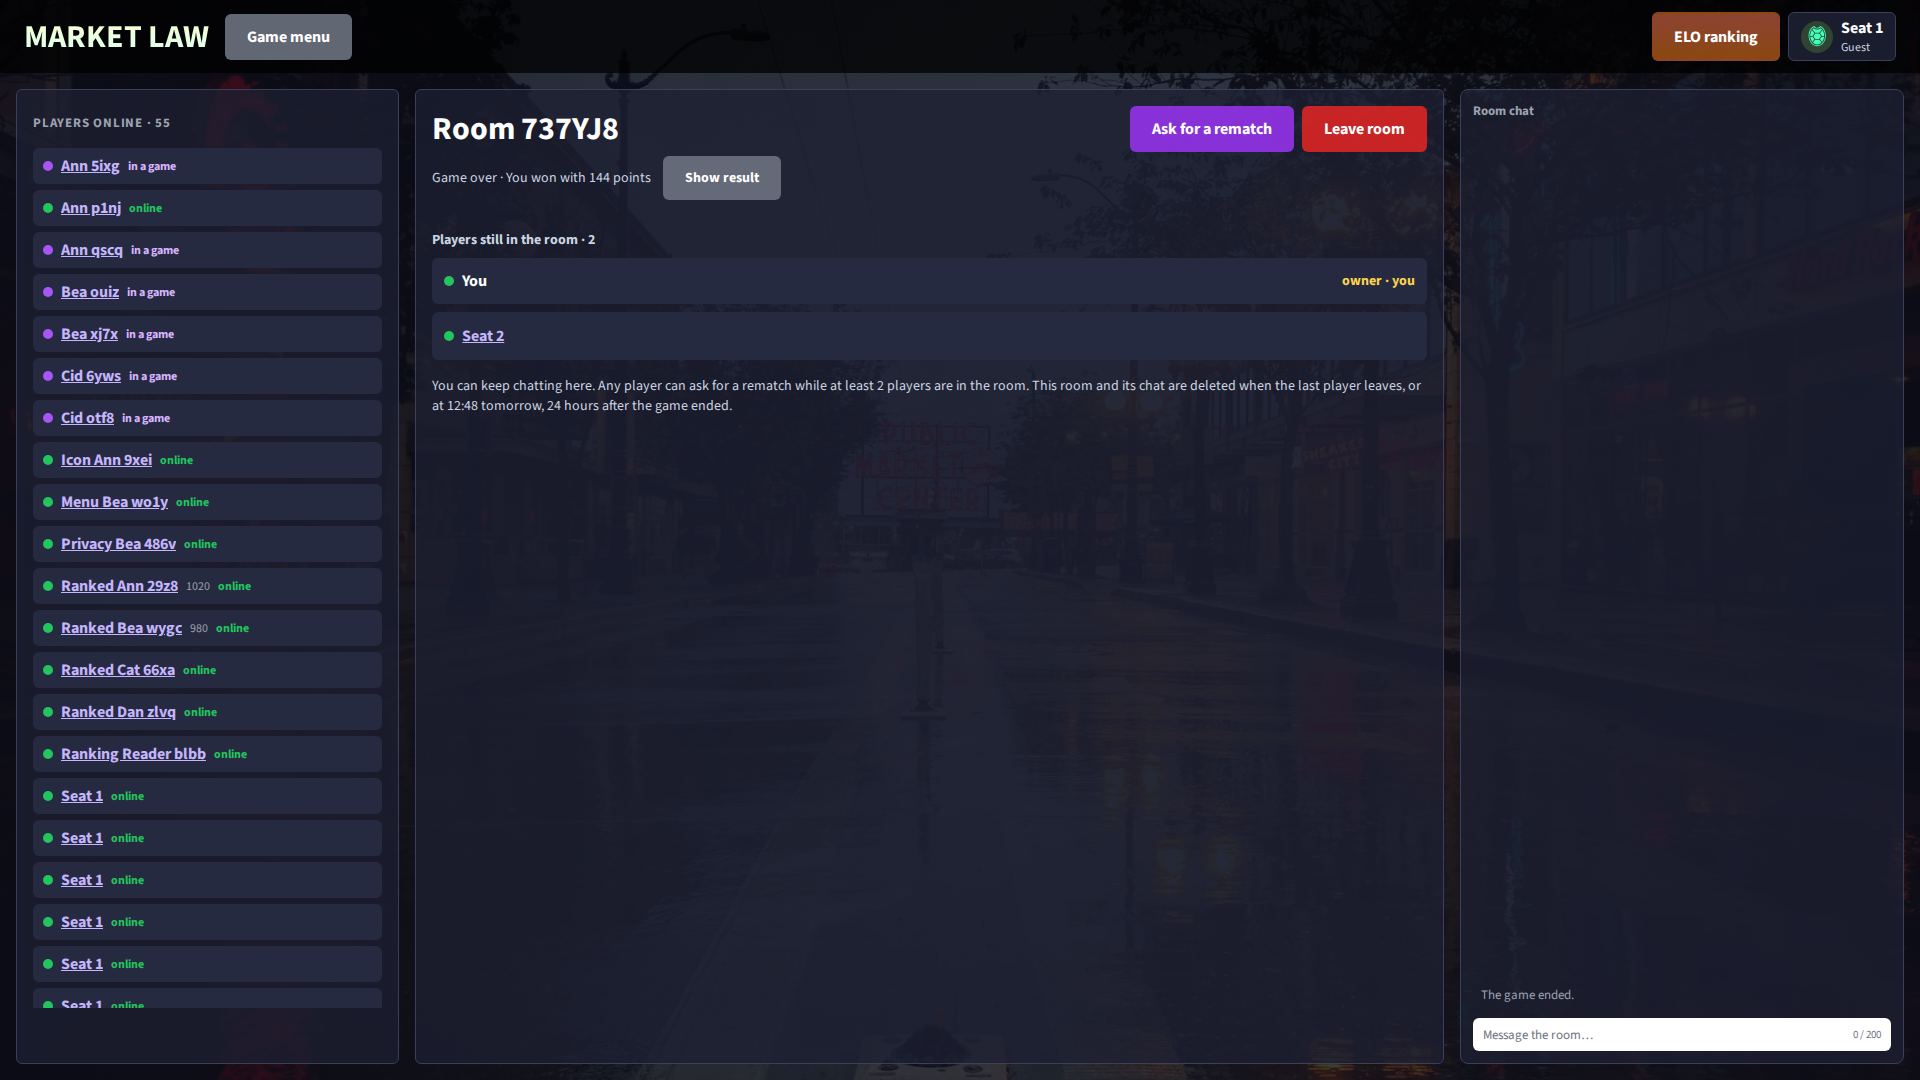 MARKET LAW
Game menu
ELO ranking
Seat 1
Guest
PLAYERS ONLINE · 55
Ann 5ixg in a game
Ann p1nj online
Ann qscq in a game
Bea ouiz in a game
Bea xj7x in a game
Cid 6yws in a game
Cid otf8 in a game
Icon Ann 9xei online
Menu Bea wo1y online
Privacy Bea 486v online
Ranked Ann 29z8 1020 online
Ranked Bea wygc 980 online
Ranked Cat 66xa online
Ranked Dan zlvq online
Ranking Reader blbb online
Seat 1 online
Seat 1 online
Seat 1 online
Seat 1 online
Seat 1 online
Seat 1 online
Room 737YJ8
Ask for a rematch
Leave room
Game over · You won with 144 points
Show result
Players still in the room · 2
You
owner · you
Seat 2
You can keep chatting here. Any player can ask for a rematch while at least 2 players are in the room. This room and its chat are deleted when the last player leaves, or
at 12:48 tomorrow, 24 hours after the game ended.
PUBLIC
MARKET
CENTER
Room chat
The game ended.
Message the room…
0 / 200